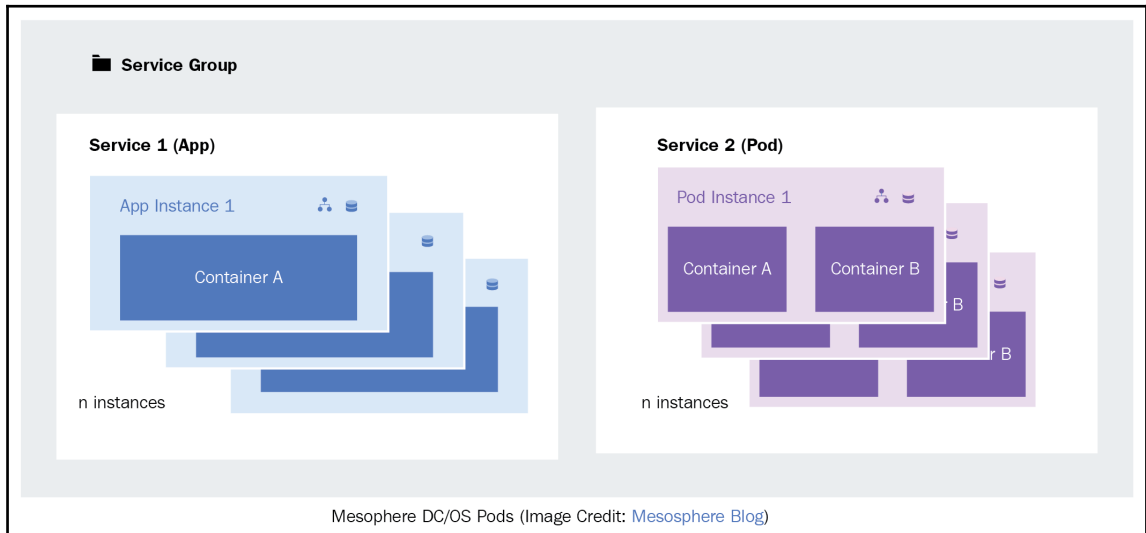 Service Group
Service 1 (App)
App Instance 1
Container A
n instances
Service 2 (Pod)
Pod Instance 1
Container A
Container B
r B
r B
n instances
Mesophere DC/OS Pods (Image Credit: Mesosphere Blog)